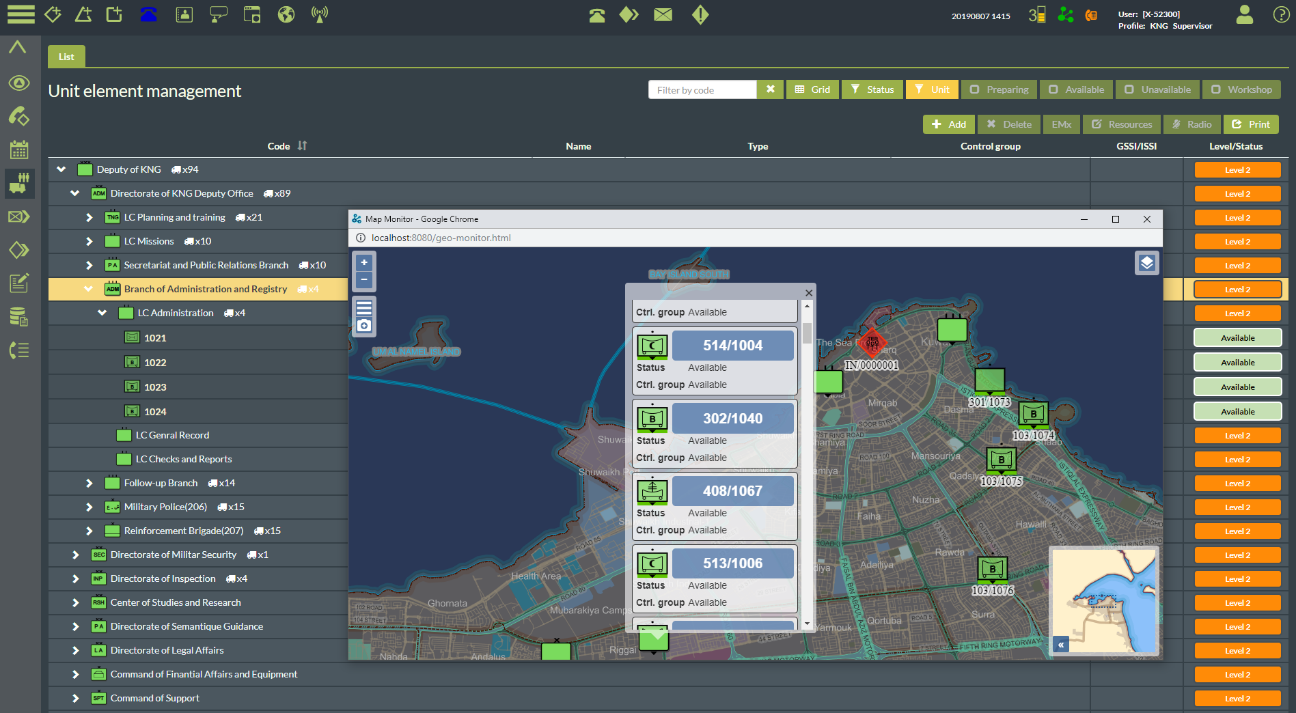 20190807 1415
3
User: [X-52300]
Profile: KNG Supervisor
List
Unit element management
Filter by code
Grid
Status
Unit
Preparing
Available
Unavailable
Workshop
Add
Delete
EMx
Resources
Radio
Print
Code
Name
Type
Control group
GSSI/ISSI
Level/Status
Deputy of KNG x94
Level 2
ADM Directorate of KNG Deputy Office x89
Level 2
TNG LC Planning and training x21
Level 2
LC Missions x10
Level 2
P A Secretariat and Public Relations Branch x10
Level 2
ADM Branch of Administration and Registry x4
Level 2
LC Administration x4
Level 2
1021
Available
1022
Available
1023
Available
1024
Available
LC Genral Record
Level 2
LC Checks and Reports
Level 2
Follow-up Branch x14
Level 2
Military Police(206) x15
Level 2
Reinforcement Brigade(207) x15
Level 2
SEC Directorate of Militar Security x1
Level 2
INP Directorate of Inspection x4
Level 2
RSH Center of Studies and Research
Level 2
P A Directorate of Semantique Guidance
Level 2
L A Directorate of Legal Affairs
Level 2
Command of Finantial Affairs and Equipment
Level 2
SPT Command of Support
Level 2
Map Monitor - Google Chrome
localhost:8080/geo-monitor.html
Ctrl. group Available
514/1004
Status Available
Ctrl. group Available
B
302/1040
Status Available
Ctrl. group Available
408/1067
Status Available
Ctrl. group Available
513/1006
Status Available
Ctrl. group Available
The Sea
IN/0000001
Mirqab
301/1073
Dasma
B
103/1074
Mansouriya
B
103/1075
ISTIQLAL EXPRESSWAY
Nuzha
Faiha
Hawalli
Rawda
Adailiya
B
103/1076
Surra
Qortuba
Yarmouk
FIFTH RING MOTORWAY
Health Area
Ghornata
Mubarakiya Camp
Riggai
Andalus
Nahda
«